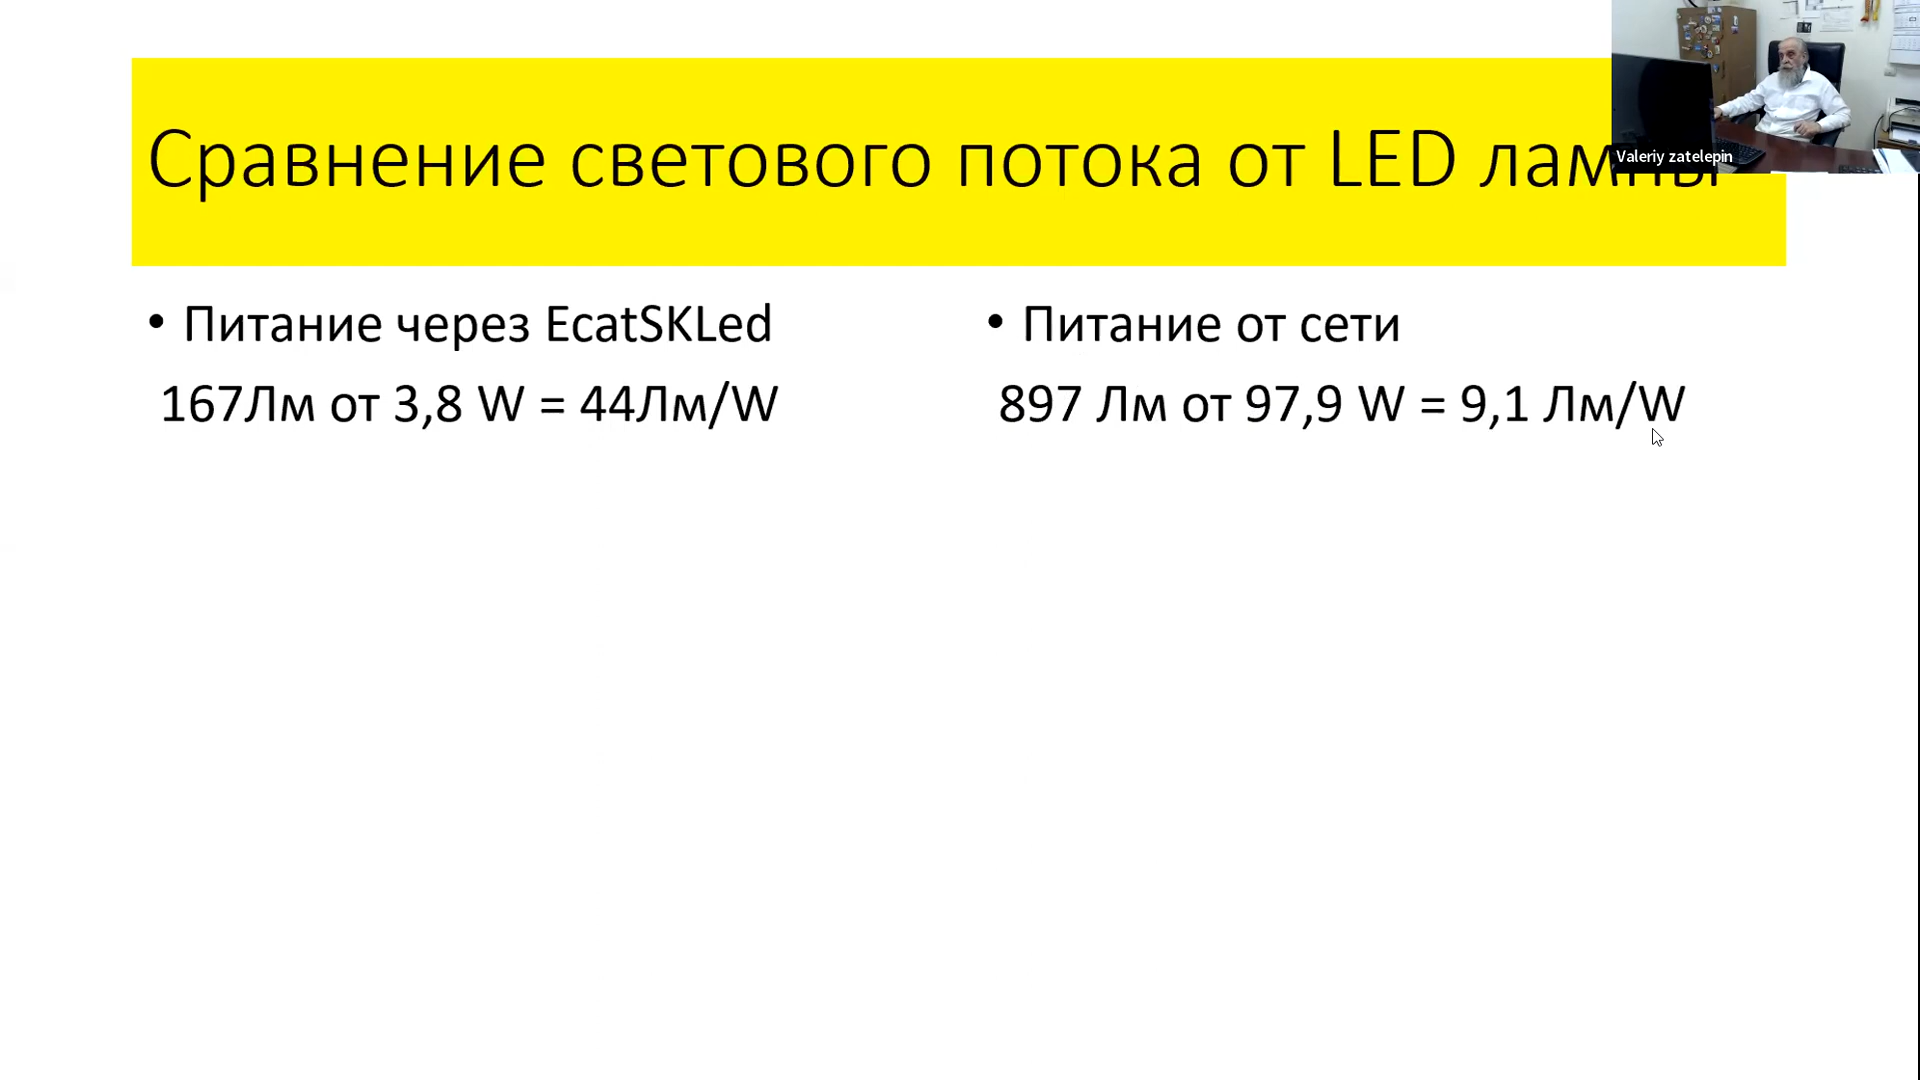 Сравнение светового потока от LED лампы
Valeriy zatelepin
• Питание через EcatSKLed
167Лм от 3,8 W = 44Лм/W
• Питание от сети
897 Лм от 97,9 W = 9,1 Лм/W